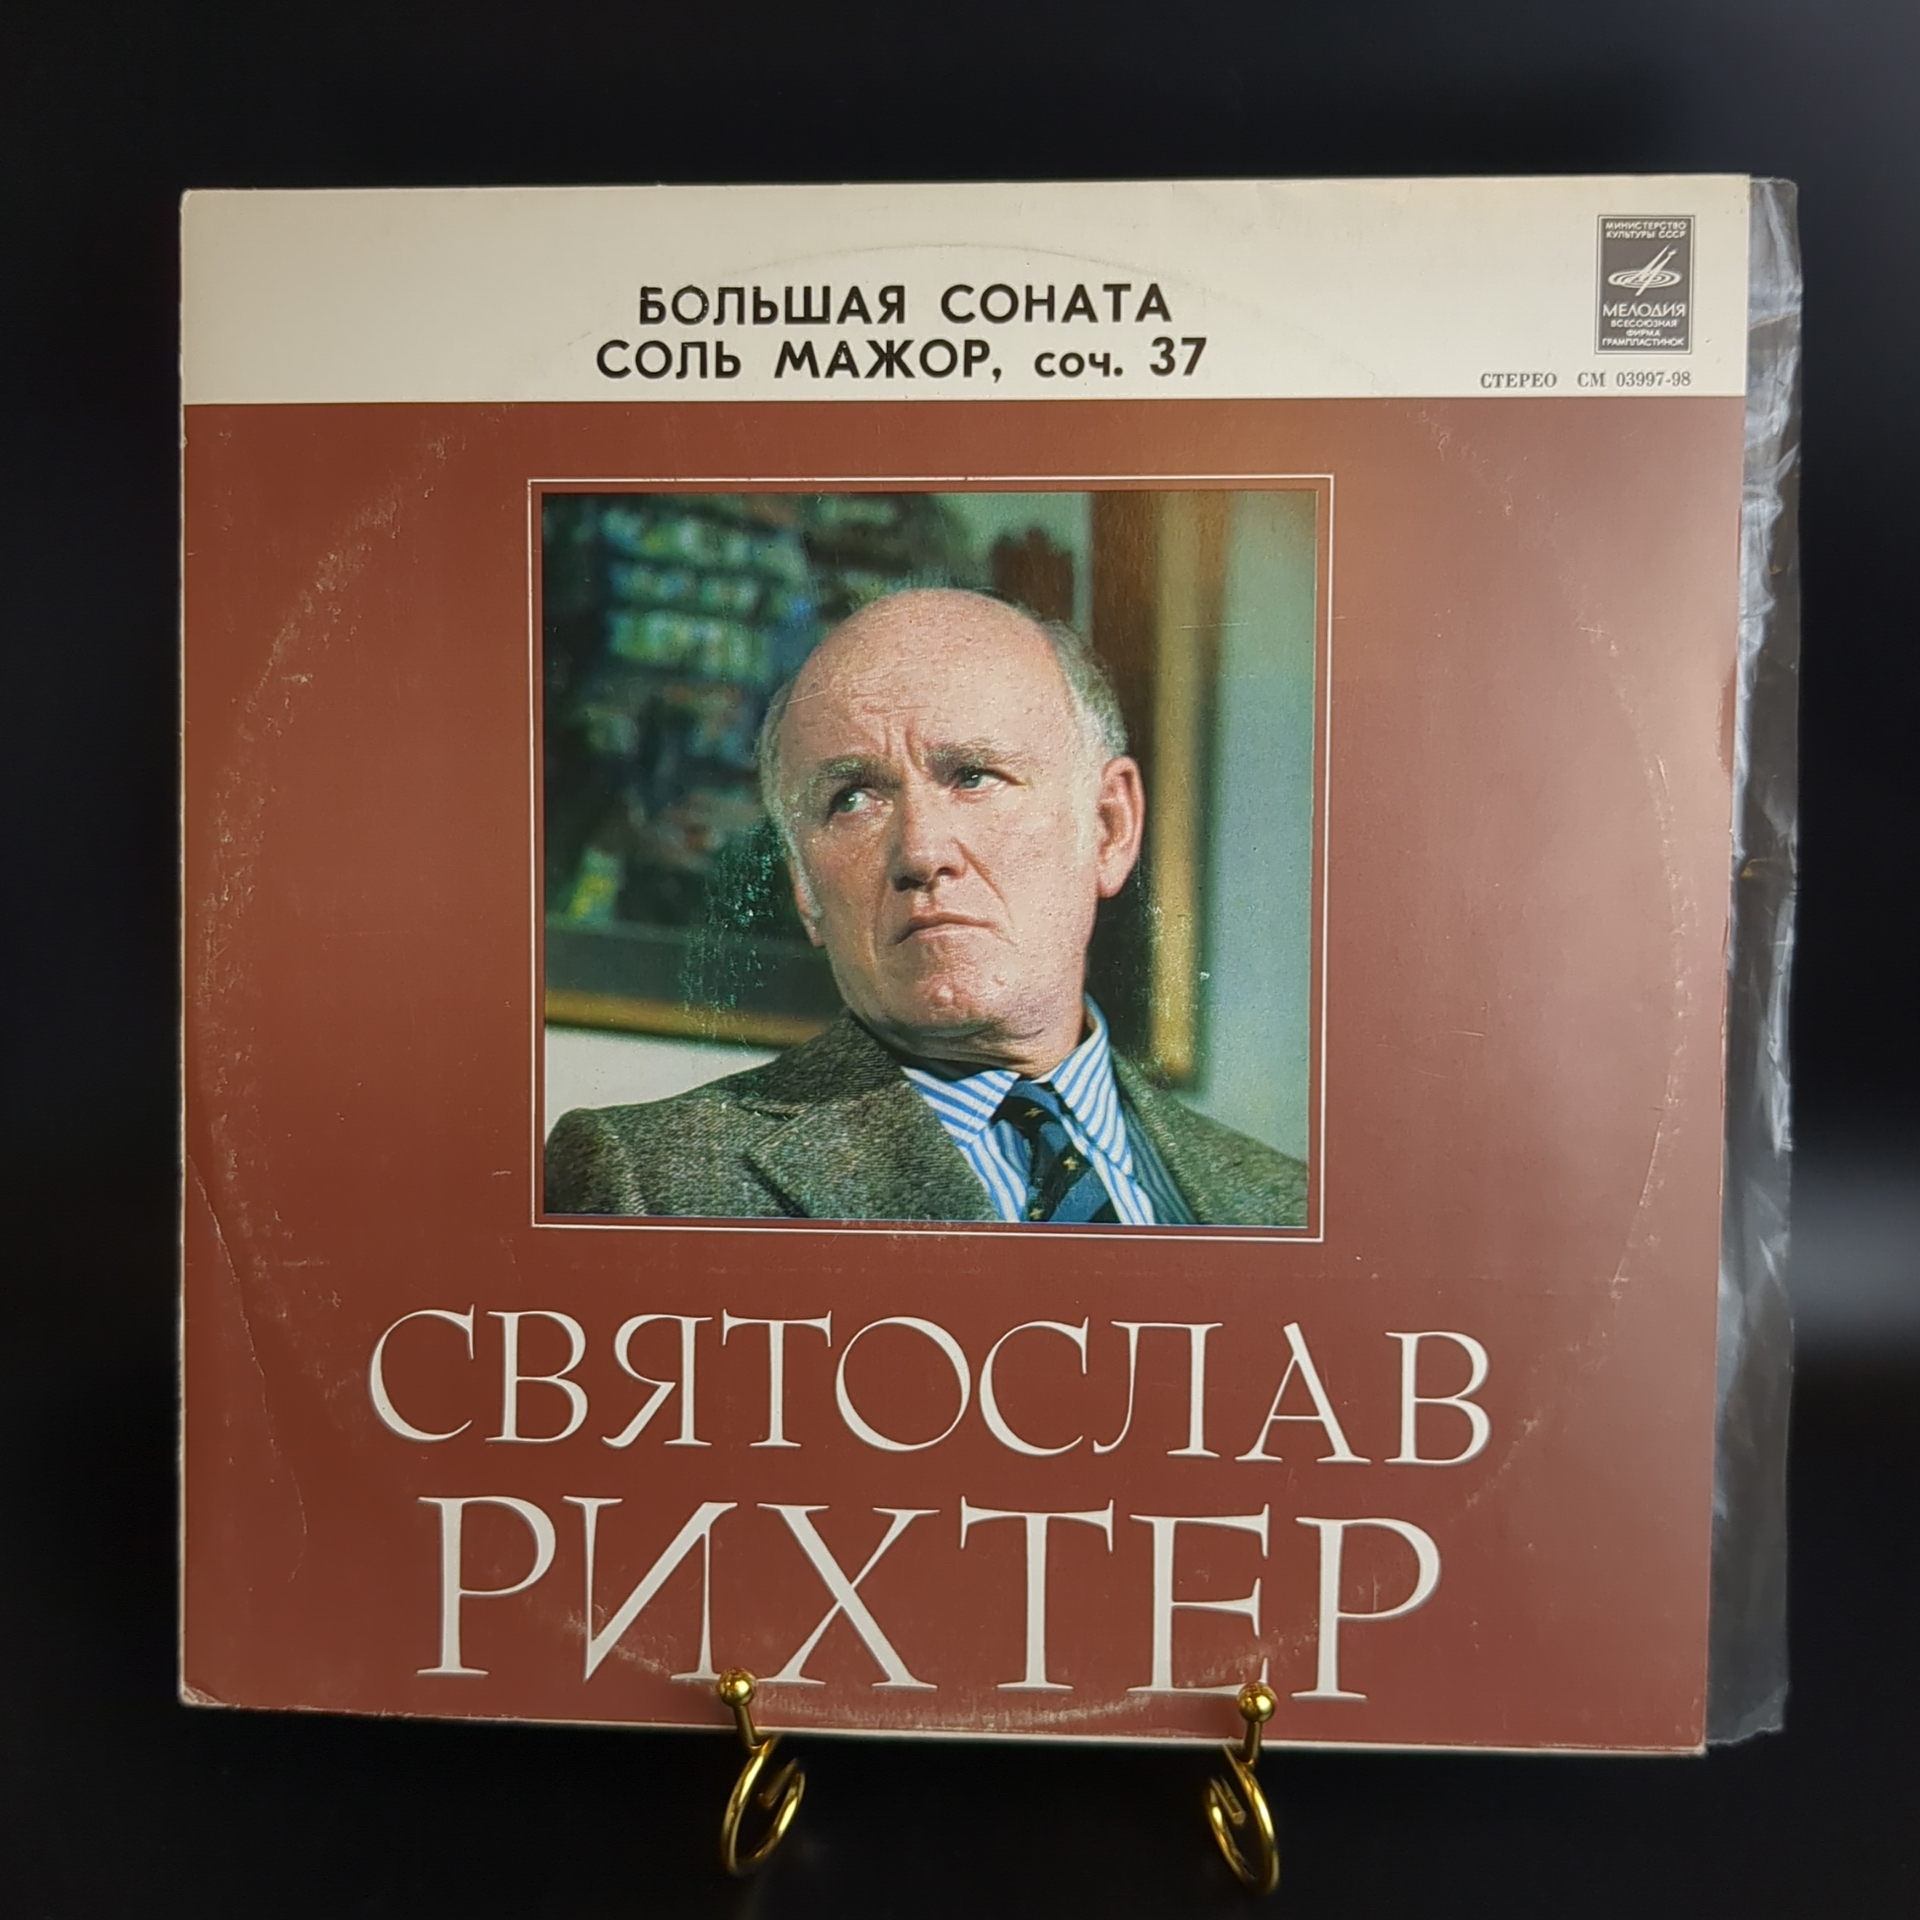 МИНИСТЕРСТВО
КУЛЬТУРЫ СССР
МЕЛОДИЯ
ВСЕСОЮЗНАЯ
ФИРМА
ГРАМПЛАСТИНОК
БОЛЬШАЯ СОНАТА
СОЛЬ МАЖОР, соч. 37
СТЕРЕО СМ 03997-98
СВЯТОСЛАВ
РИХТЕР